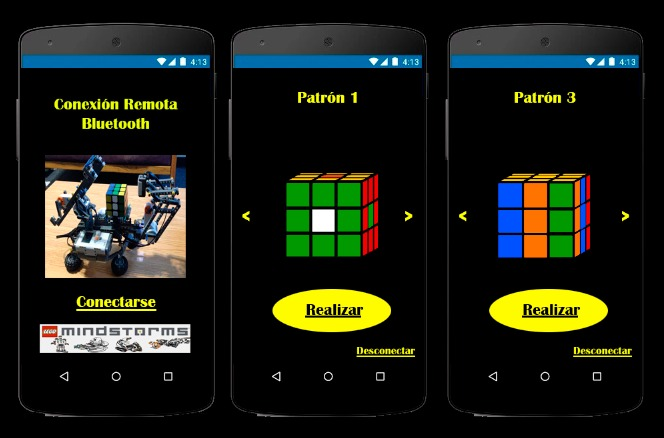 4:13
Conexión Remota
Bluetooth
Conectarse
LEGO mindstorms
4:13
Patrón 1
<
>
Realizar
Desconectar
4:13
Patrón 3
<
>
Realizar
Desconectar